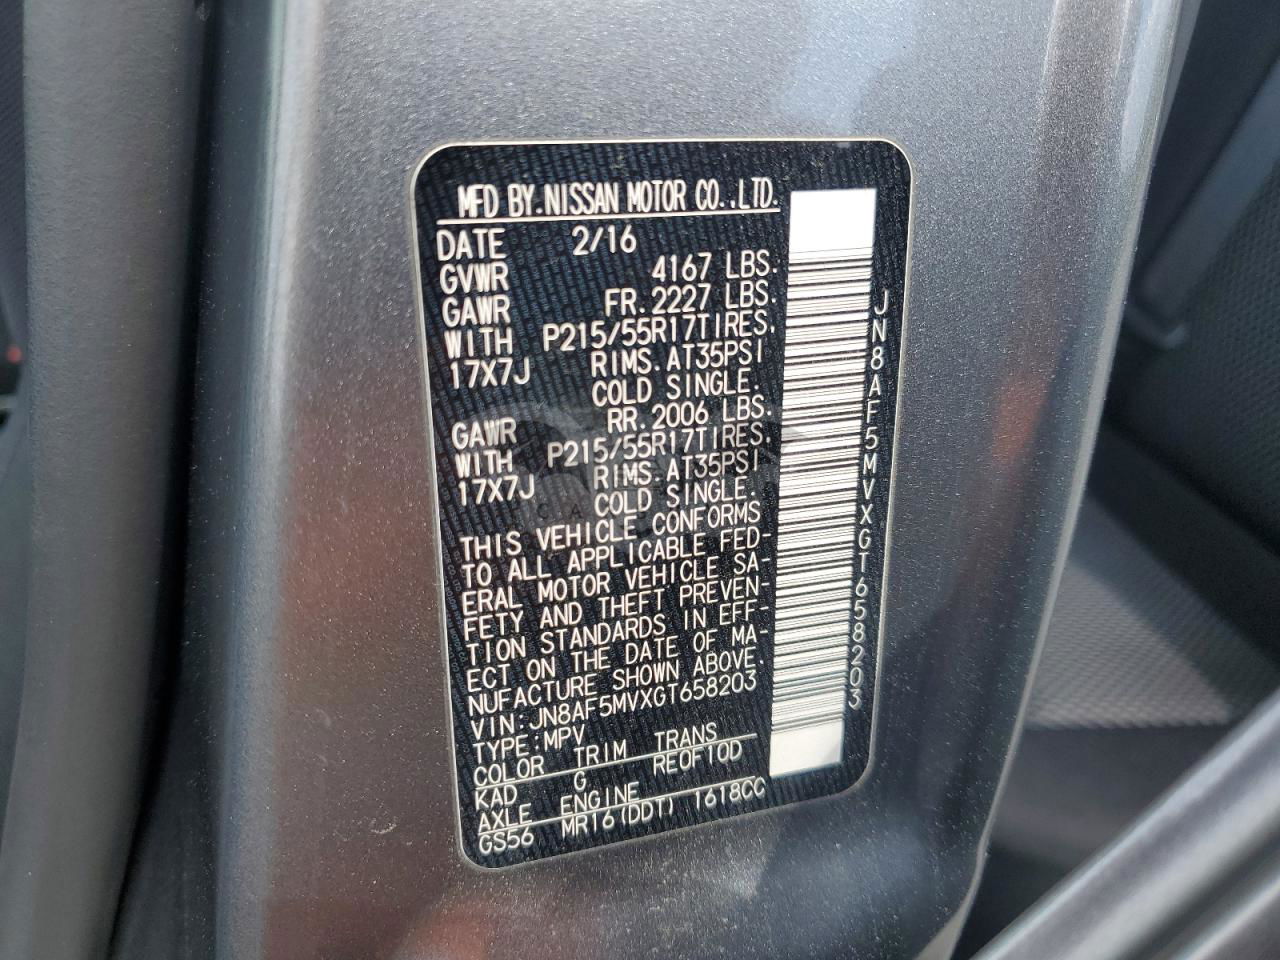 MFD BY.NISSAN MOTOR CO.,LTD.
DATE 2/16
GVWR 4167 LBS.
GAWR FR.2227 LBS.
WITH P215/55R17TIRES.
17X7J RIMS.AT35PSI
COLD SINGLE.
GAWR RR.2006 LBS.
WITH P215/55R17TIRES.
17X7J RIMS.AT35PSI
COLD SINGLE.
THIS VEHICLE CONFORMS
TO ALL APPLICABLE FED-
ERAL MOTOR VEHICLE SA-
FETY AND THEFT PREVEN-
TION STANDARDS IN EFF-
ECT ON THE DATE OF MA-
NUFACTURE SHOWN ABOVE.
VIN:JN8AF5MVXGT658203
TYPE:MPV
COLOR TRIM TRANS
KAD G RE0F10D
AXLE ENGINE
GS56 MR16(DDT) 1618CC
JN8AF5MVXGT658203